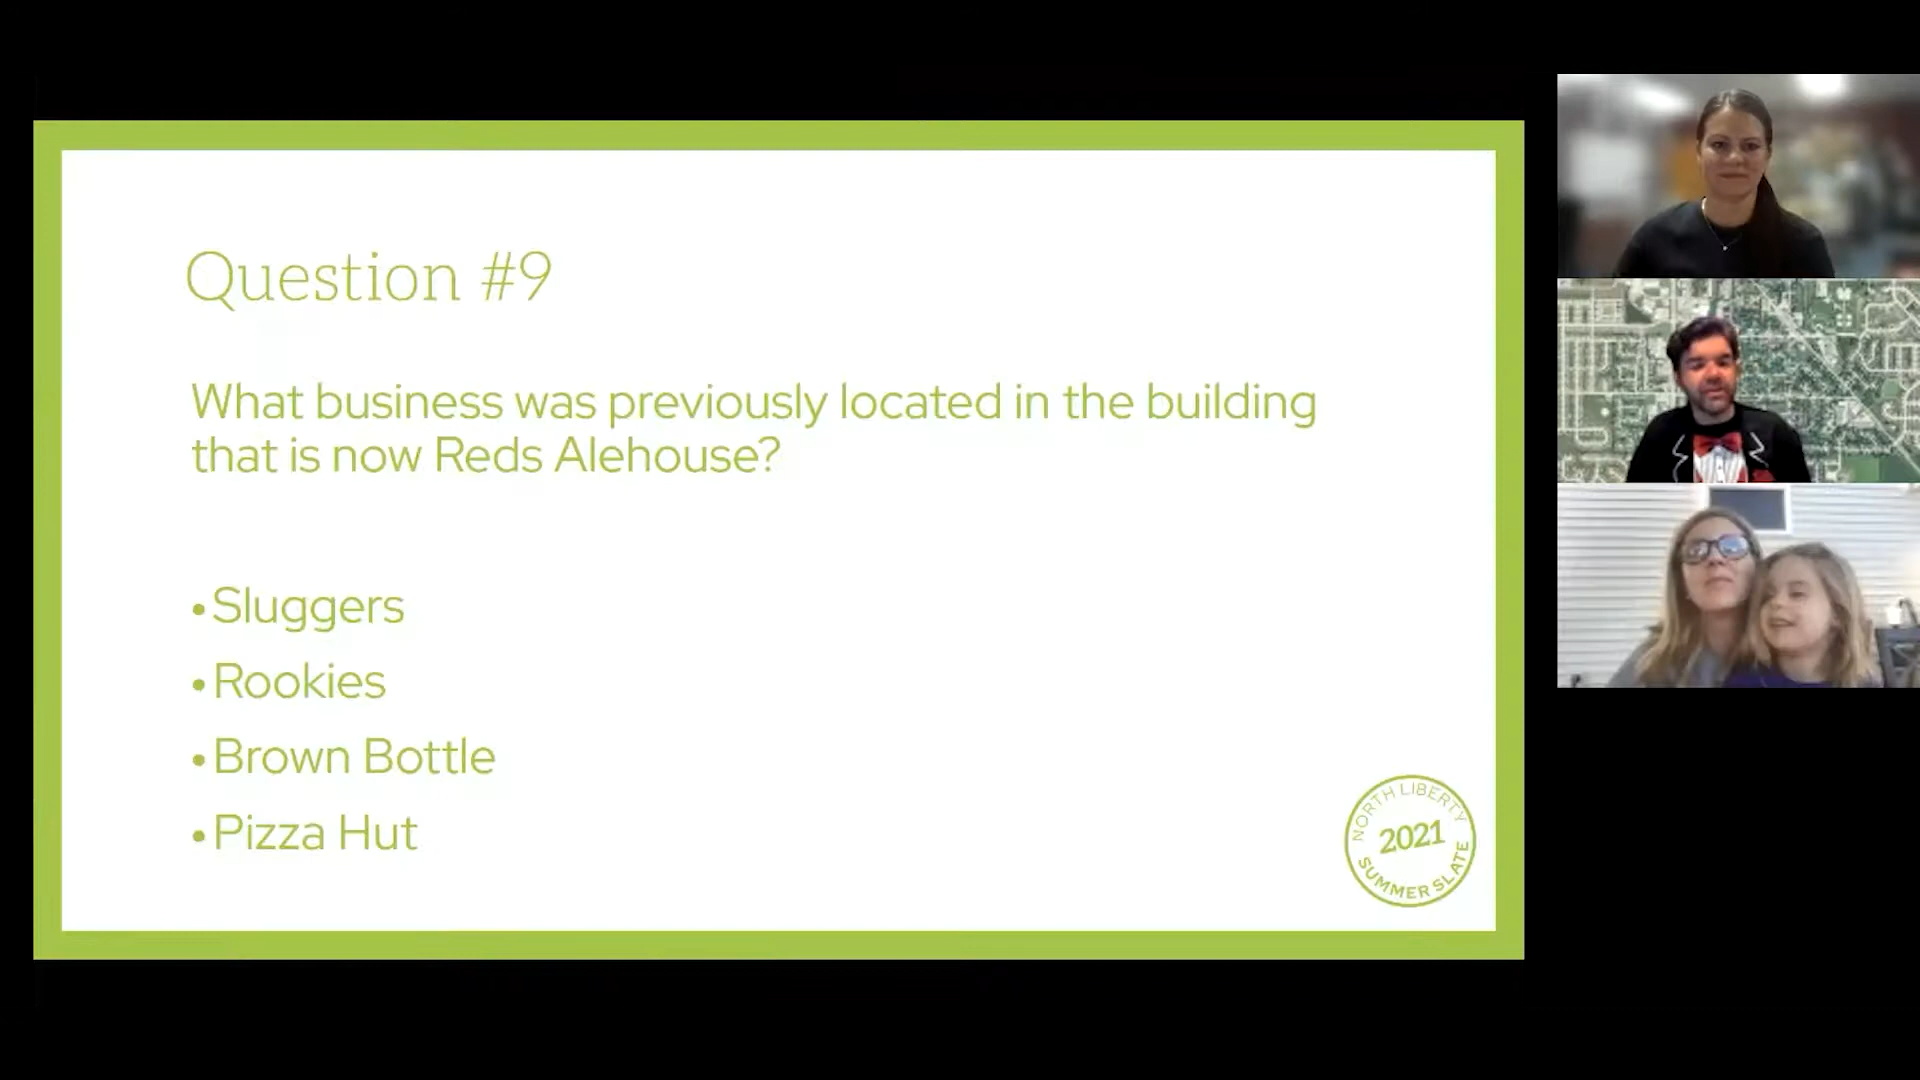 Question #9
What business was previously located in the building
that is now Reds Alehouse?
•Sluggers
•Rookies
•Brown Bottle
•Pizza Hut
NORTH LIBERTY
2021
SUMMER SLATE